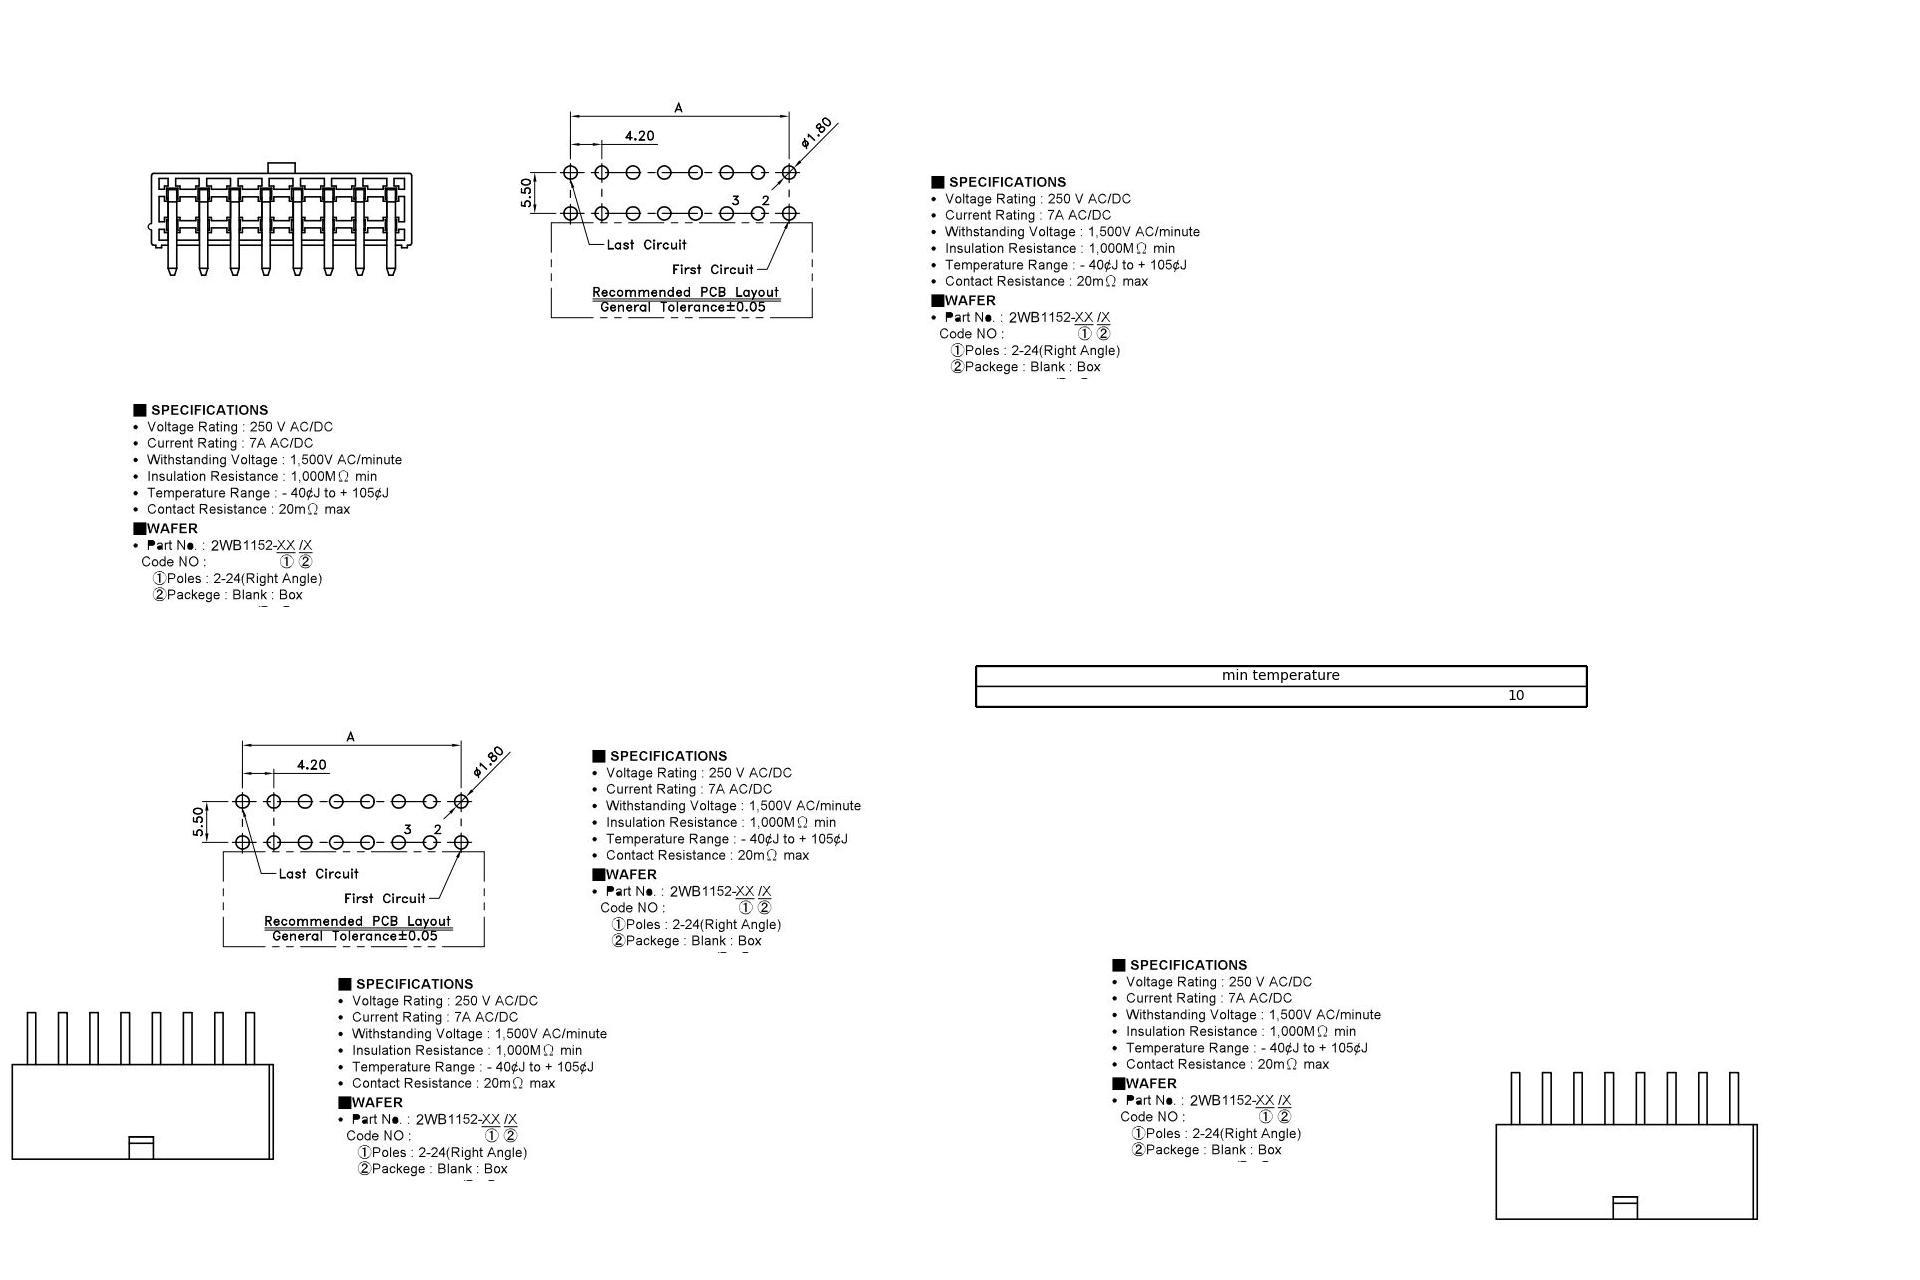 A
4.20
ø1.80
5.50
3 2
Last Circuit
First Circuit
Recommended PCB Layout
General Tolerance±0.05
■ SPECIFICATIONS
• Voltage Rating : 250 V AC/DC
• Current Rating : 7A AC/DC
• Withstanding Voltage : 1,500V AC/minute
• Insulation Resistance : 1,000MΩ min
• Temperature Range : - 40¢J to + 105¢J
• Contact Resistance : 20mΩ max
■WAFER
• Part No. : 2WB1152-XX /X
Code NO : ① ②
①Poles : 2-24(Right Angle)
②Packege : Blank : Box
■ SPECIFICATIONS
• Voltage Rating : 250 V AC/DC
• Current Rating : 7A AC/DC
• Withstanding Voltage : 1,500V AC/minute
• Insulation Resistance : 1,000MΩ min
• Temperature Range : - 40¢J to + 105¢J
• Contact Resistance : 20mΩ max
■WAFER
• Part No. : 2WB1152-XX /X
Code NO : ① ②
①Poles : 2-24(Right Angle)
②Packege : Blank : Box
min temperature
10
A
4.20
ø1.80
5.50
3 2
Last Circuit
First Circuit
Recommended PCB Layout
General Tolerance±0.05
■ SPECIFICATIONS
• Voltage Rating : 250 V AC/DC
• Current Rating : 7A AC/DC
• Withstanding Voltage : 1,500V AC/minute
• Insulation Resistance : 1,000MΩ min
• Temperature Range : - 40¢J to + 105¢J
• Contact Resistance : 20mΩ max
■WAFER
• Part No. : 2WB1152-XX /X
Code NO : ① ②
①Poles : 2-24(Right Angle)
②Packege : Blank : Box
■ SPECIFICATIONS
• Voltage Rating : 250 V AC/DC
• Current Rating : 7A AC/DC
• Withstanding Voltage : 1,500V AC/minute
• Insulation Resistance : 1,000MΩ min
• Temperature Range : - 40¢J to + 105¢J
• Contact Resistance : 20mΩ max
■WAFER
• Part No. : 2WB1152-XX /X
Code NO : ① ②
①Poles : 2-24(Right Angle)
②Packege : Blank : Box
■ SPECIFICATIONS
• Voltage Rating : 250 V AC/DC
• Current Rating : 7A AC/DC
• Withstanding Voltage : 1,500V AC/minute
• Insulation Resistance : 1,000MΩ min
• Temperature Range : - 40¢J to + 105¢J
• Contact Resistance : 20mΩ max
■WAFER
• Part No. : 2WB1152-XX /X
Code NO : ① ②
①Poles : 2-24(Right Angle)
②Packege : Blank : Box